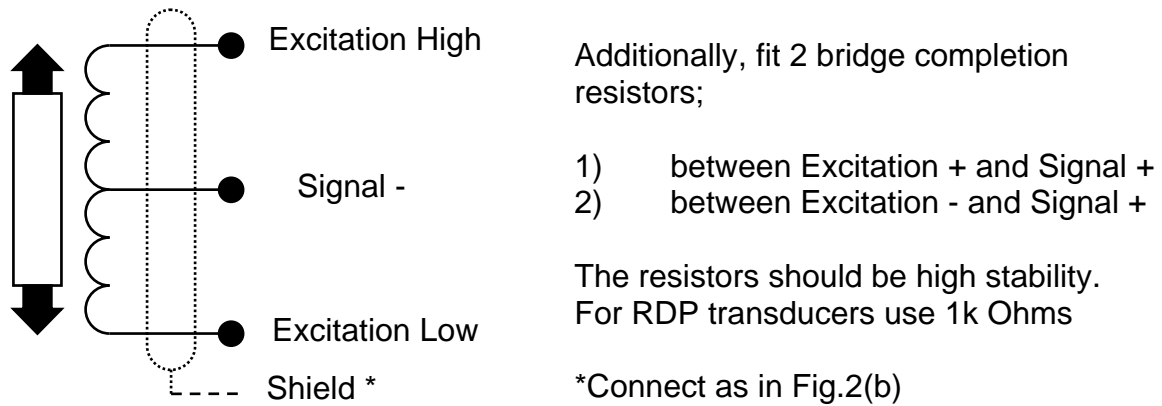 Excitation High
Signal -
Excitation Low
Shield *
Additionally, fit 2 bridge completion
resistors;
1) between Excitation + and Signal +
2) between Excitation - and Signal +
The resistors should be high stability.
For RDP transducers use 1k Ohms
*Connect as in Fig.2(b)